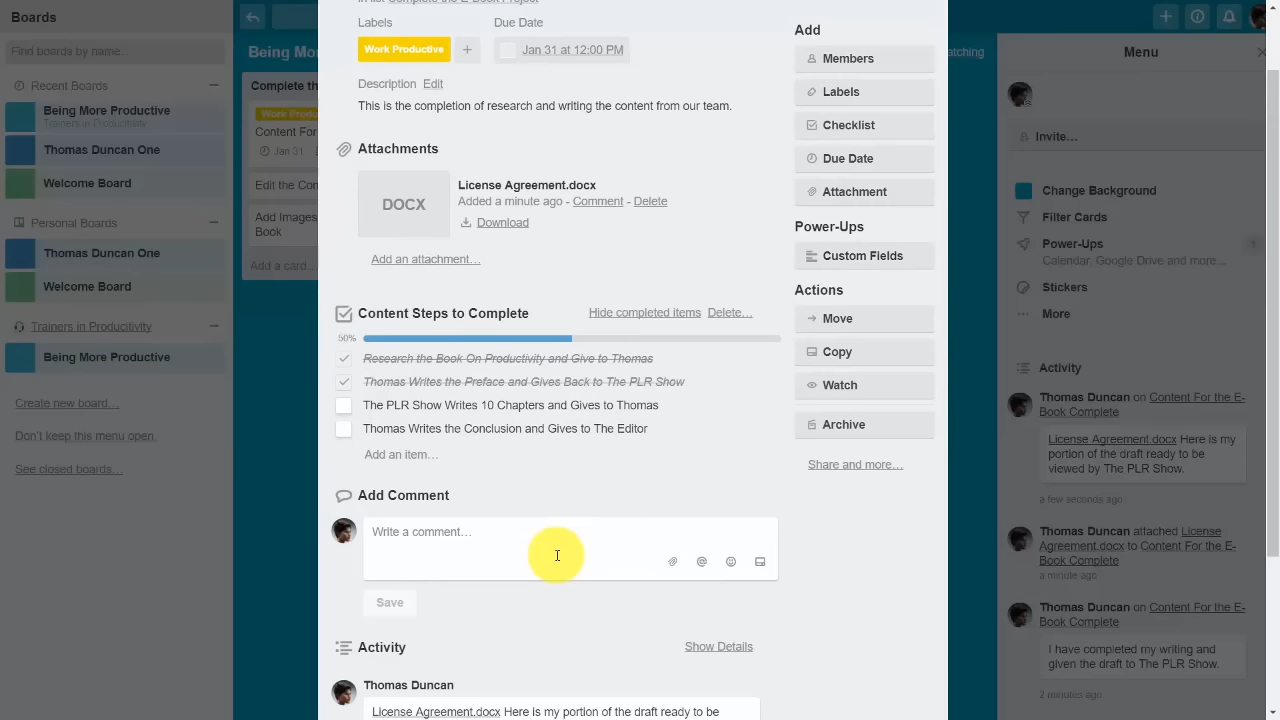 Boards
Find boards by name...
Recent Boards
Being More Productive
Trainers in Productivity
Thomas Duncan One
Welcome Board
Personal Boards
Thomas Duncan One
Welcome Board
Trainers in Producitivity
Being More Productive
Create new board…
Don't keep this menu open.
See closed boards…
Being Mor
Complete th
Work Produ
Content For
Jan 31
Edit the Con
Add Images
Book
Add a card…
In list Complete the E-Book Project
Labels
Due Date
Work Productive
Jan 31 at 12:00 PM
Description Edit
This is the completion of research and writing the content from our team.
Attachments
DOCX
License Agreement.docx
Added a minute ago - Comment - Delete
Download
Add an attachment…
Content Steps to Complete
Hide completed items Delete…
50%
Research the Book On Productivity and Give to Thomas
Thomas Writes the Preface and Gives Back to The PLR Show
The PLR Show Writes 10 Chapters and Gives to Thomas
Thomas Writes the Conclusion and Gives to The Editor
Add an item…
Add Comment
Write a comment…
Save
Activity
Show Details
Thomas Duncan
License Agreement.docx Here is my portion of the draft ready to be
Add
Members
Labels
Checklist
Due Date
Attachment
Power-Ups
Custom Fields
Actions
Move
Copy
Watch
Archive
Share and more…
atching
Menu
Invite…
Change Background
Filter Cards
Power-Ups
1
Calendar, Google Drive and more…
Stickers
More
Activity
Thomas Duncan on Content For the E-
Book Complete
License Agreement.docx Here is my
portion of the draft ready to be
viewed by The PLR Show.
a few seconds ago
Thomas Duncan attached License
Agreement.docx to Content For the E-
Book Complete
a minute ago
Thomas Duncan on Content For the E-
Book Complete
I have completed my writing and
given the draft to The PLR Show.
2 minutes ago